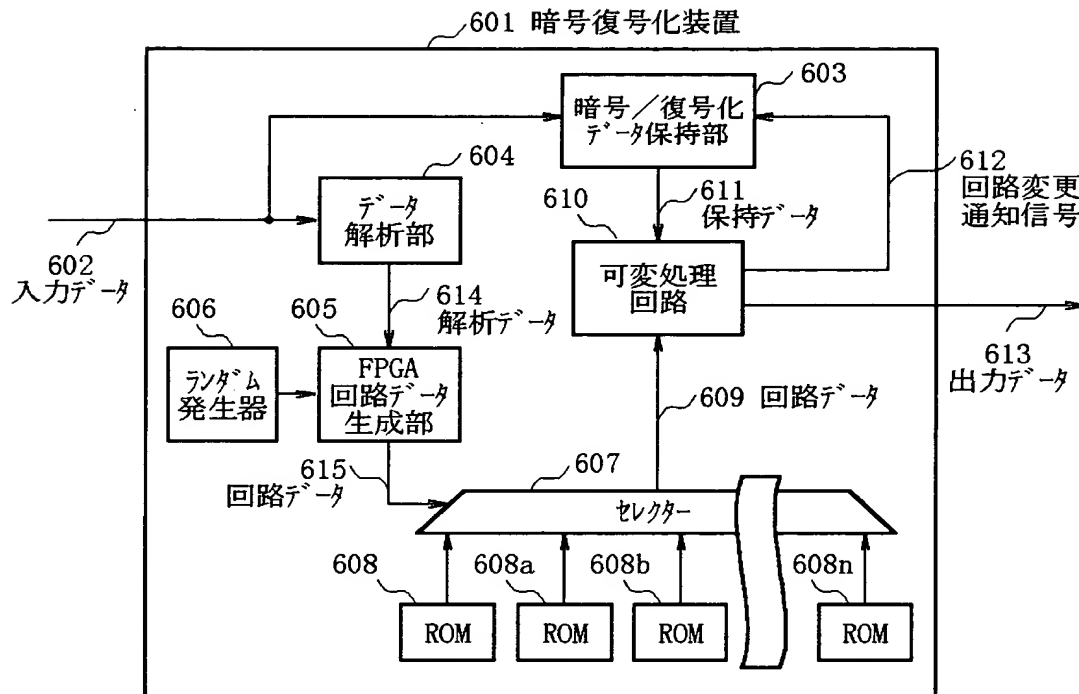 601 暗号復号化装置
603
暗号／復号化
データ保持部
604
データ
解析部
602
入力データ
611
保持データ
612
回路変更
通知信号
610
可変処理
回路
614
解析データ
613
出力データ
606
ランダム
発生器
605
FPGA
回路データ
生成部
609 回路データ
615
回路データ
607
セレクター
608
ROM
608a
ROM
608b
ROM
608n
ROM